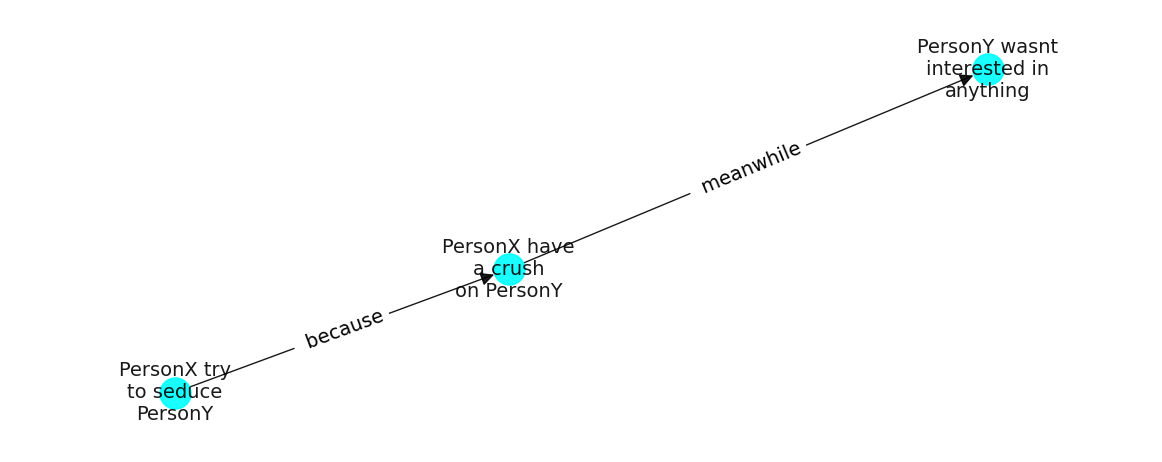 PersonY wasnt
interested in
anything
meanwhile
PersonX have
a crush
on PersonY
because
PersonX try
to seduce
PersonY